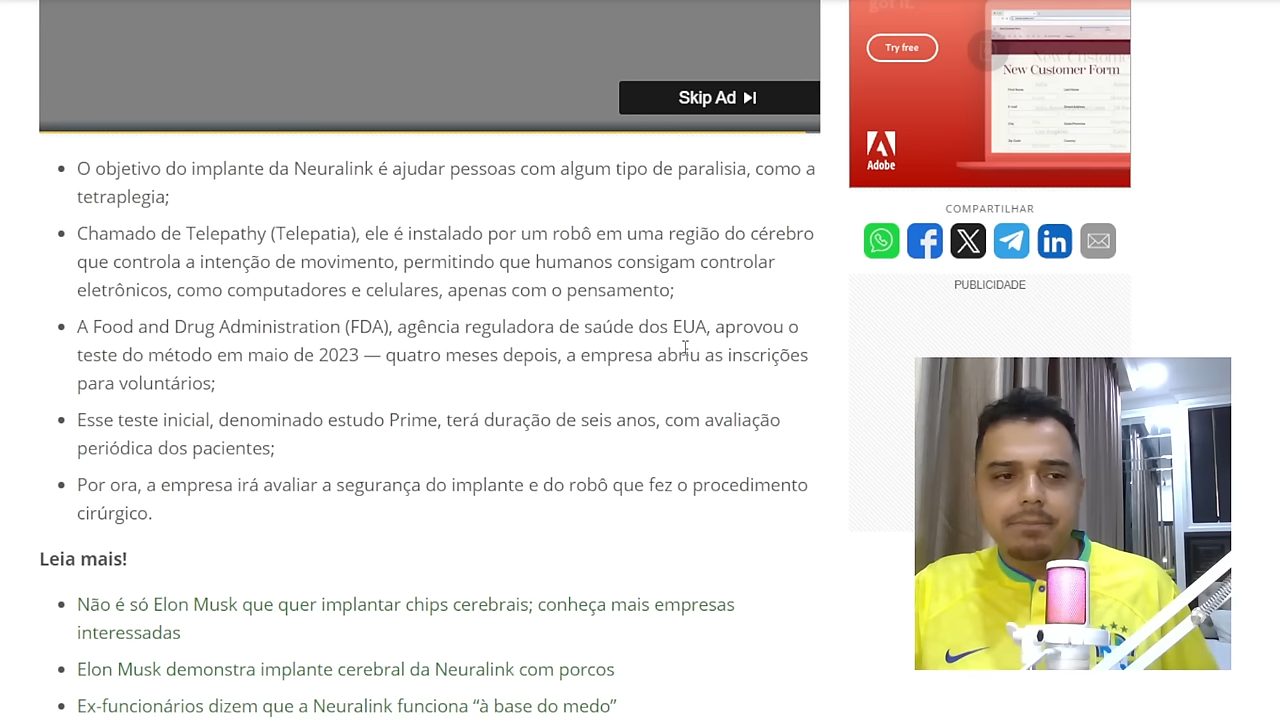 got it.
Try free
New Customer Form
Adobe
Skip Ad
O objetivo do implante da Neuralink é ajudar pessoas com algum tipo de paralisia, como a
tetraplegia;
Chamado de Telepathy (Telepatia), ele é instalado por um robô em uma região do cérebro
que controla a intenção de movimento, permitindo que humanos consigam controlar
eletrônicos, como computadores e celulares, apenas com o pensamento;
A Food and Drug Administration (FDA), agência reguladora de saúde dos EUA, aprovou o
teste do método em maio de 2023 — quatro meses depois, a empresa abriu as inscrições
para voluntários;
Esse teste inicial, denominado estudo Prime, terá duração de seis anos, com avaliação
periódica dos pacientes;
Por ora, a empresa irá avaliar a segurança do implante e do robô que fez o procedimento
cirúrgico.
Leia mais!
Não é só Elon Musk que quer implantar chips cerebrais; conheça mais empresas
interessadas
Elon Musk demonstra implante cerebral da Neuralink com porcos
Ex-funcionários dizem que a Neuralink funciona “à base do medo”
COMPARTILHAR
PUBLICIDADE